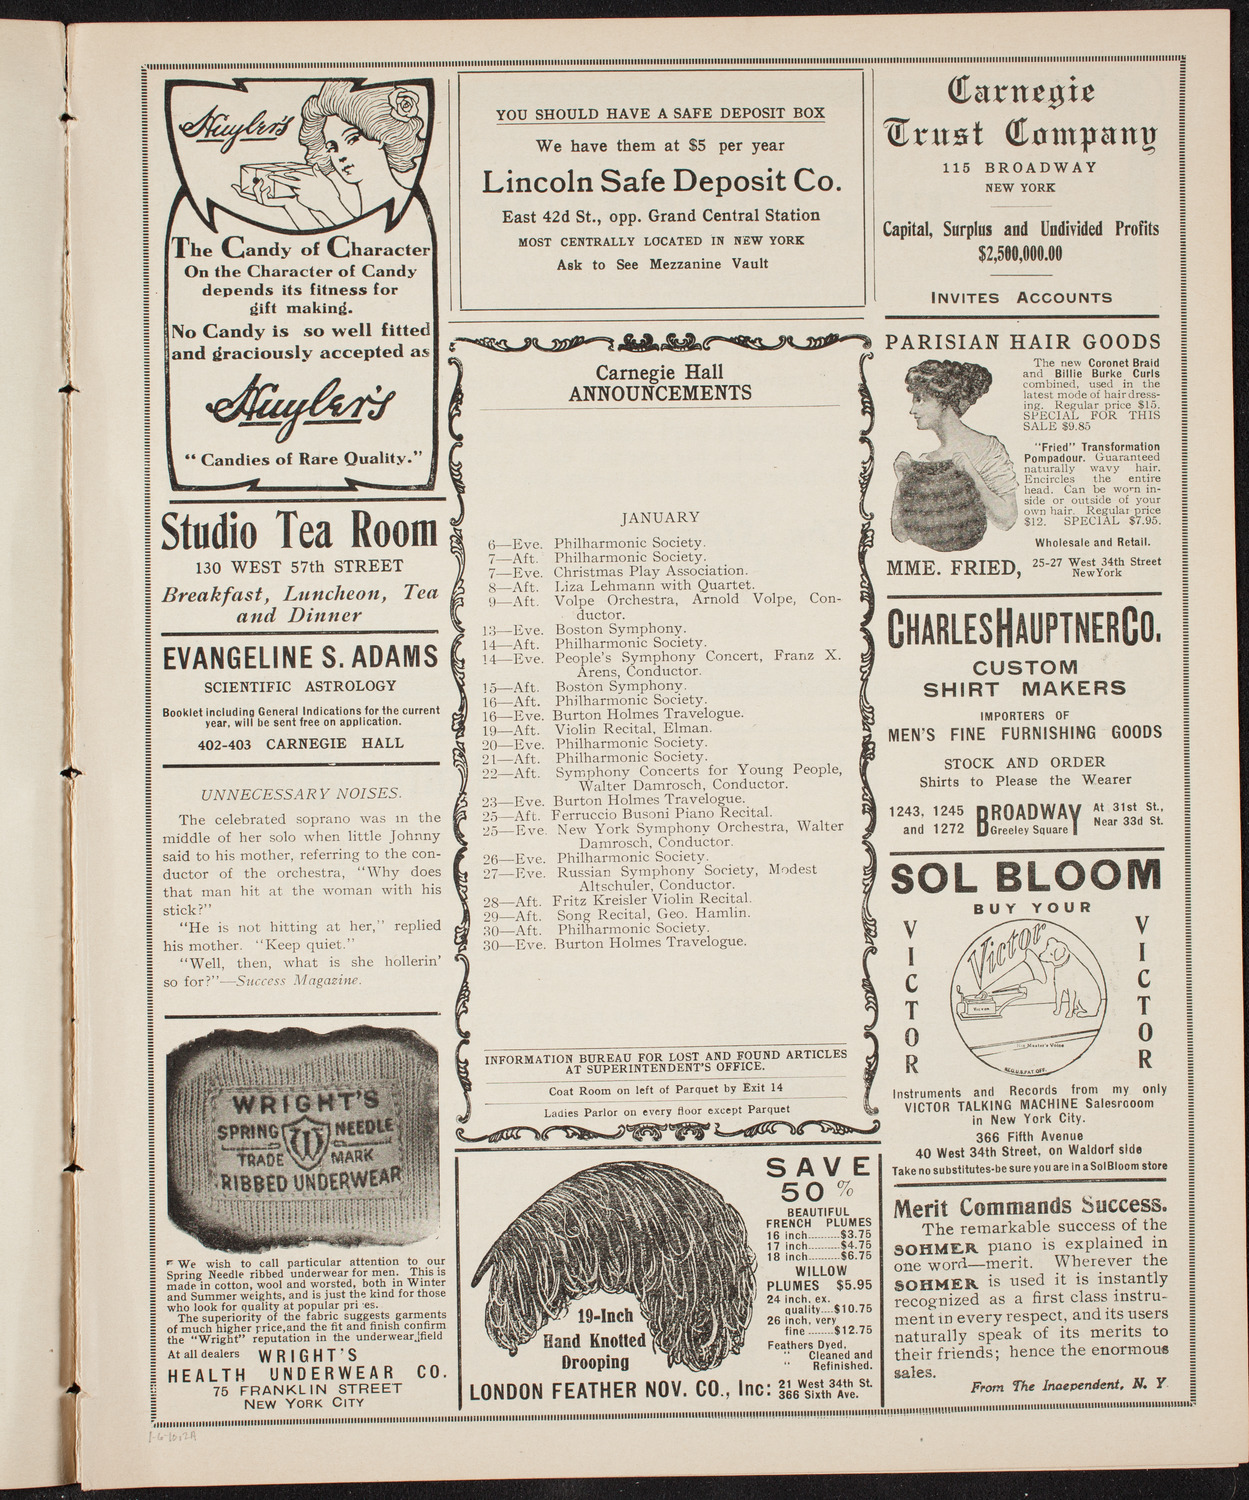 Huyler's
The Candy of Character
On the Character of Candy
depends its fitness for
gift making.
No Candy is so well fitted
and graciously accepted as
Huyler's
"Candies of Rare Quality."
Studio Tea Room
130 WEST 57th STREET
Breakfast, Luncheon, Tea
and Dinner
EVANGELINE S. ADAMS
SCIENTIFIC ASTROLOGY
Booklet including General Indications for the current
year, will be sent free on application.
402-403 CARNEGIE HALL
UNNECESSARY NOISES.
The celebrated soprano was in the
middle of her solo when little Johnny
said to his mother, referring to the con-
ductor of the orchestra, "Why does
that man hit at the woman with his
stick?"
"He is not hitting at her," replied
his mother. "Keep quiet."
"Well, then, what is she hollerin'
so for?"—Success Magazine.
WRIGHT'S
SPRING NEEDLE
TRADE MARK
RIBBED UNDERWEAR
We wish to call particular attention to our
Spring Needle ribbed underwear for men. This is
made in cotton, wool and worsted, both in Winter
and Summer weights, and is just the kind for those
who look for quality at popular pri es.
The superiority of the fabric suggests garments
of much higher price, and the fit and finish confirm
the "Wright" reputation in the underwear field
At all dealers WRIGHT'S
HEALTH UNDERWEAR CO.
75 FRANKLIN STREET
NEW YORK CITY
1-6-10, 2A
YOU SHOULD HAVE A SAFE DEPOSIT BOX
We have them at $5 per year
Lincoln Safe Deposit Co.
East 42d St., opp. Grand Central Station
MOST CENTRALLY LOCATED IN NEW YORK
Ask to See Mezzanine Vault
Carnegie Hall
ANNOUNCEMENTS
JANUARY
6—Eve. Philharmonic Society.
7—Aft. Philharmonic Society.
7—Eve. Christmas Play Association.
8—Aft. Liza Lehmann with Quartet.
9—Aft. Volpe Orchestra, Arnold Volpe, Con-
ductor.
13—Eve. Boston Symphony.
14—Aft. Philharmonic Society.
14—Eve. People's Symphony Concert, Franz X.
Arens, Conductor.
15—Aft. Boston Symphony.
16—Aft. Philharmonic Society.
16—Eve. Burton Holmes Travelogue.
19—Aft. Violin Recital, Elman.
20—Eve. Philharmonic Society.
21—Aft. Philharmonic Society.
22—Aft. Symphony Concerts for Young People,
Walter Damrosch, Conductor.
23—Eve. Burton Holmes Travelogue.
25—Aft. Ferruccio Busoni Piano Recital.
25—Eve. New York Symphony Orchestra, Walter
Damrosch, Conductor.
26—Eve. Philharmonic Society.
27—Eve. Russian Symphony Society, Modest
Altschuler, Conductor.
28—Aft. Fritz Kreisler Violin Recital.
29—Aft. Song Recital, Geo. Hamlin.
30—Aft. Philharmonic Society.
30—Eve. Burton Holmes Travelogue.
INFORMATION BUREAU FOR LOST AND FOUND ARTICLES
AT SUPERINTENDENT'S OFFICE.
Coat Room on left of Parquet by Exit 14
Ladies Parlor on every floor except Parquet
19-Inch
Hand Knotted
Drooping
SAVE
50%
BEAUTIFUL
FRENCH PLUMES
16 inch..........$3.75
17 inch..........$4.75
18 inch..........$6.75
WILLOW
PLUMES $5.95
24 inch, ex.
quality....$10.75
26 inch, very
fine ........$12.75
Feathers Dyed,
" Cleaned and
" Refinished.
LONDON FEATHER NOV. CO., Inc: 21 West 34th St.
366 Sixth Ave.
Carnegie
Trust Company
115 BROADWAY
NEW YORK
Capital, Surplus and Undivided Profits
$2,500,000.00
INVITES ACCOUNTS
PARISIAN HAIR GOODS
The new Coronet Braid
and Billie Burke Curls
combined, used in the
latest mode of hairdress-
ing. Regular price $15.
SPECIAL FOR THIS
SALE $9.85
"Fried" Transformation
Pompadour. Guaranteed
naturally wavy hair.
Encircles the entire
head. Can be worn in-
side or outside of your
own hair. Regular price
$12. SPECIAL $7.95.
Wholesale and Retail.
MME. FRIED, 25-27 West 34th Street
NewYork
CHARLES HAUPTNER CO.
CUSTOM
SHIRT MAKERS
IMPORTERS OF
MEN'S FINE FURNISHING GOODS
STOCK AND ORDER
Shirts to Please the Wearer
1243, 1245
and 1272
BROADWAY
Greeley Square
At 31st St.,
Near 33d St.
SOL BLOOM
BUY YOUR
VICTOR
Victor
Victor
His Master's Voice
REG.U.S.PAT.OFF.
VICTOR
Instruments and Records from my only
VICTOR TALKING MACHINE Salesroom
in New York City.
366 Fifth Avenue
40 West 34th Street, on Waldorf side
Take no substitutes-be sure you are in a Sol Bloom store
Merit Commands Success.
The remarkable success of the
SOHMER piano is explained in
one word—merit. Wherever the
SOHMER is used it is instantly
recognized as a first class instru-
ment in every respect, and its users
naturally speak of its merits to
their friends; hence the enormous
sales.
From The Independent, N. Y.